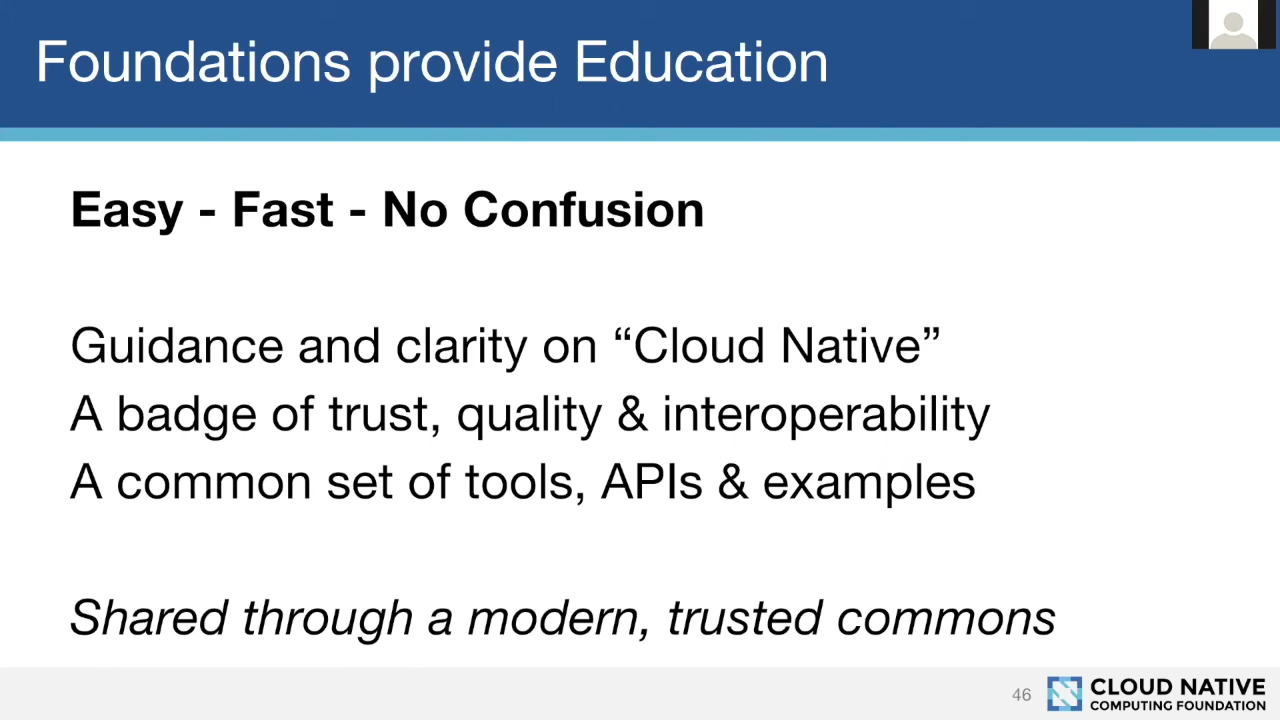 Foundations provide Education
Easy - Fast - No Confusion
Guidance and clarity on “Cloud Native”
A badge of trust, quality & interoperability
A common set of tools, APIs & examples
Shared through a modern, trusted commons
46
CLOUD NATIVE
COMPUTING FOUNDATION